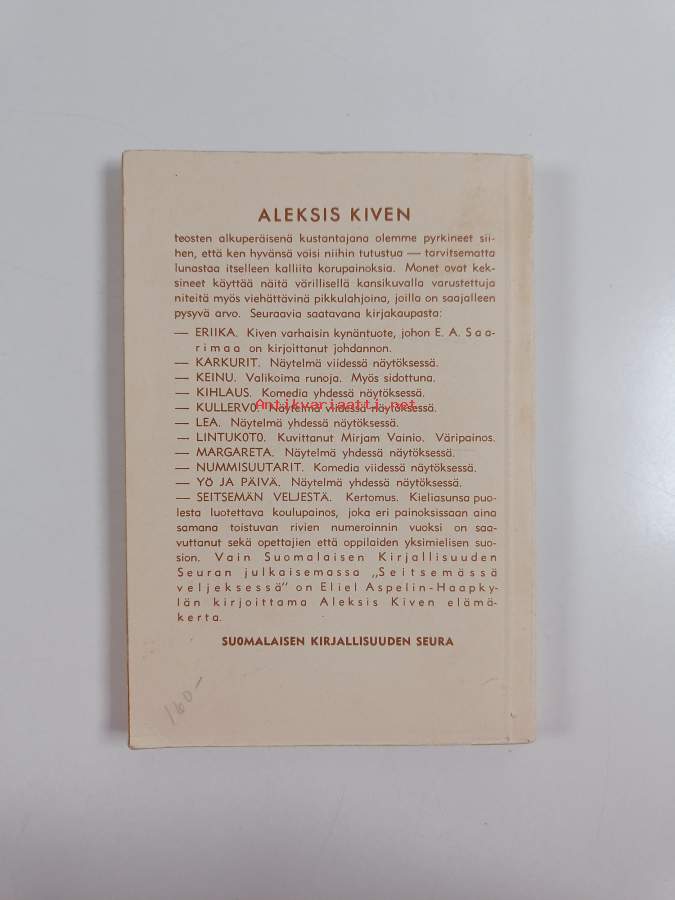 ALEKSIS KIVEN
teosten alkuperäisenä kustantajana olemme pyrkineet sii-
hen, että ken hyvänsä voisi niihin tutustua — tarvitsematta
lunastaa itselleen kalliita korupainoksia. Monet ovat kek-
sineet käyttää näitä värillisellä kansikuvalla varustettuja
niteitä myös viehättävinä pikkulahjoina, joilla on saajalleen
pysyvä arvo. Seuraavia saatavana kirjakaupasta:
— ERIIKA. Kiven varhaisin kynäntuote, johon E. A. Saa-
rimaa on kirjoittanut johdannon.
— KARKURIT. Näytelmä viidessä näytöksessä.
— KEINU. Valikoima runoja. Myös sidottuna.
— KIHLAUS. Komedia yhdessä näytöksessä.
Antikvariaatti.net
— KULLERVO. Näytelmä viidessä näytöksessä.
— LEA. Näytelmä yhdessä näytöksessä.
— LINTUKOTO. Kuvittanut Mirjam Vainio. Väripainos.
— MARGARETA. Näytelmä yhdessä näytöksessä.
— NUMMISUUTARIT. Komedia viidessä näytöksessä.
— YÖ JA PÄIVÄ. Näytelmä yhdessä näytöksessä.
— SEITSEMÄN VELJESTÄ. Kertomus. Kieliasunsa puo-
lesta luotettava koulupainos, joka eri painoksissaan aina
samana toistuvan rivien numeroinnin vuoksi on saa-
vuttanut sekä opettajien että oppilaiden yksimielisen suo-
sion. Vain Suomalaisen Kirjallisuuden
Seuran julkaisemassa „Seitsemässä
veljeksessä" on Eliel Aspelin-Haapky-
län kirjoittama Aleksis Kiven elämä-
kerta.
SUOMALAISEN KIRJALLISUUDEN SEURA
160–